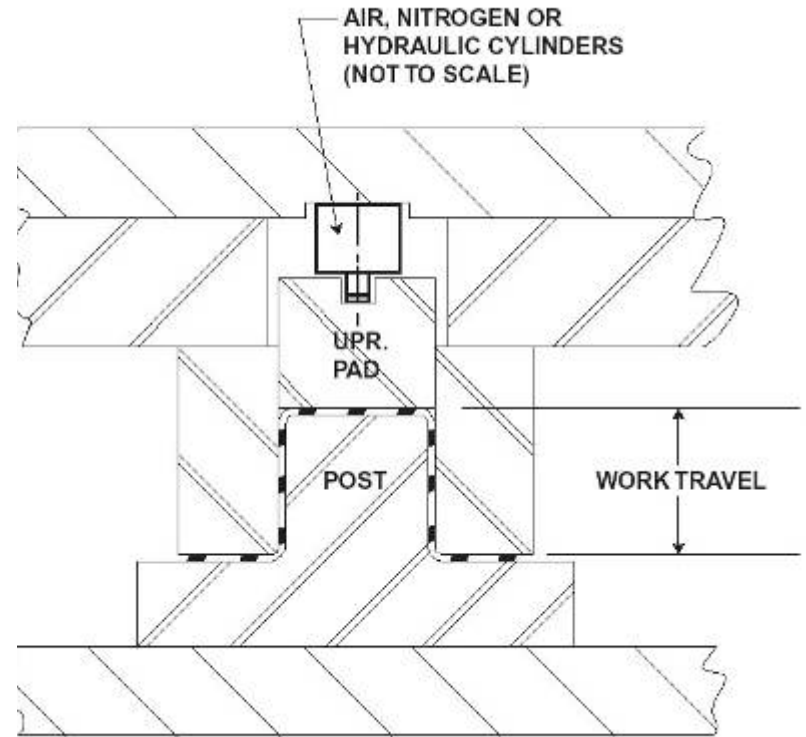 AIR, NITROGEN OR
HYDRAULIC CYLINDERS
(NOT TO SCALE)
UPR.
PAD
POST
WORK TRAVEL